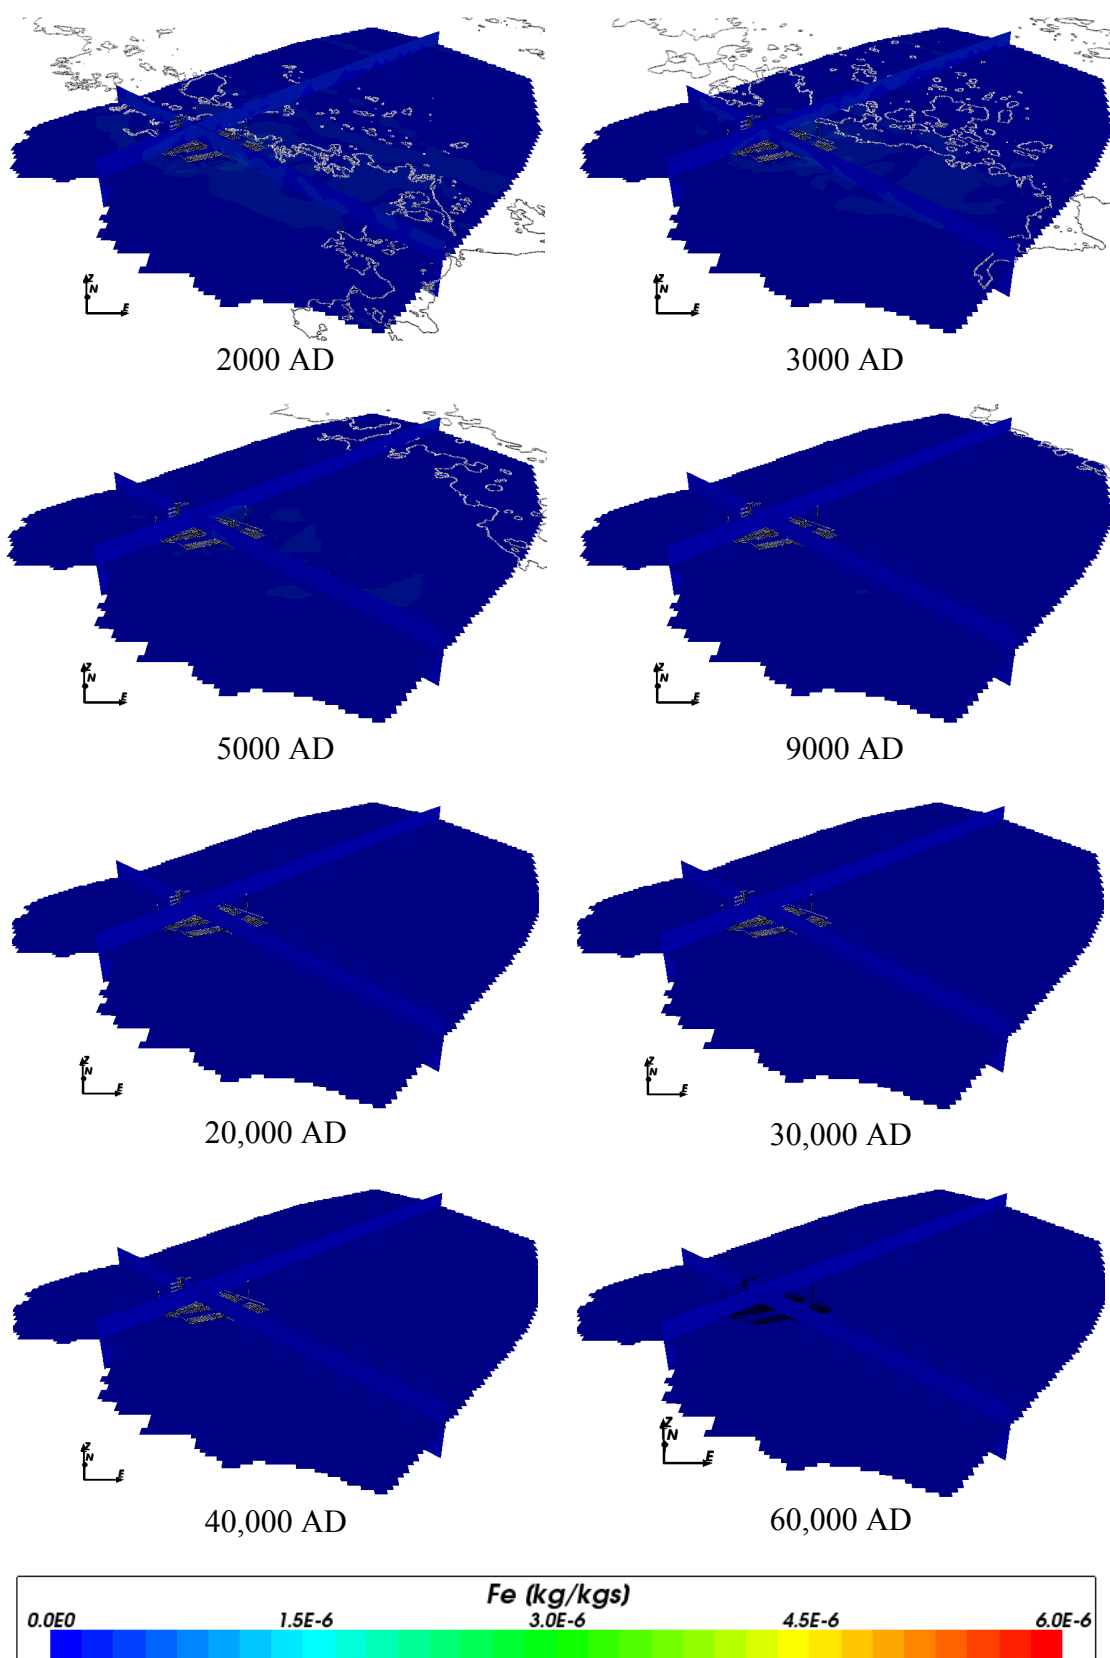 Z
N
E
Z
N
E
2000 AD
3000 AD
Z
N
E
Z
N
E
5000 AD
9000 AD
Z
N
E
Z
N
E
20,000 AD
30,000 AD
Z
N
E
Z
N
E
40,000 AD
60,000 AD
Fe (kg/kgs)
0.0E0 1.5E-6 3.0E-6 4.5E-6 6.0E-6